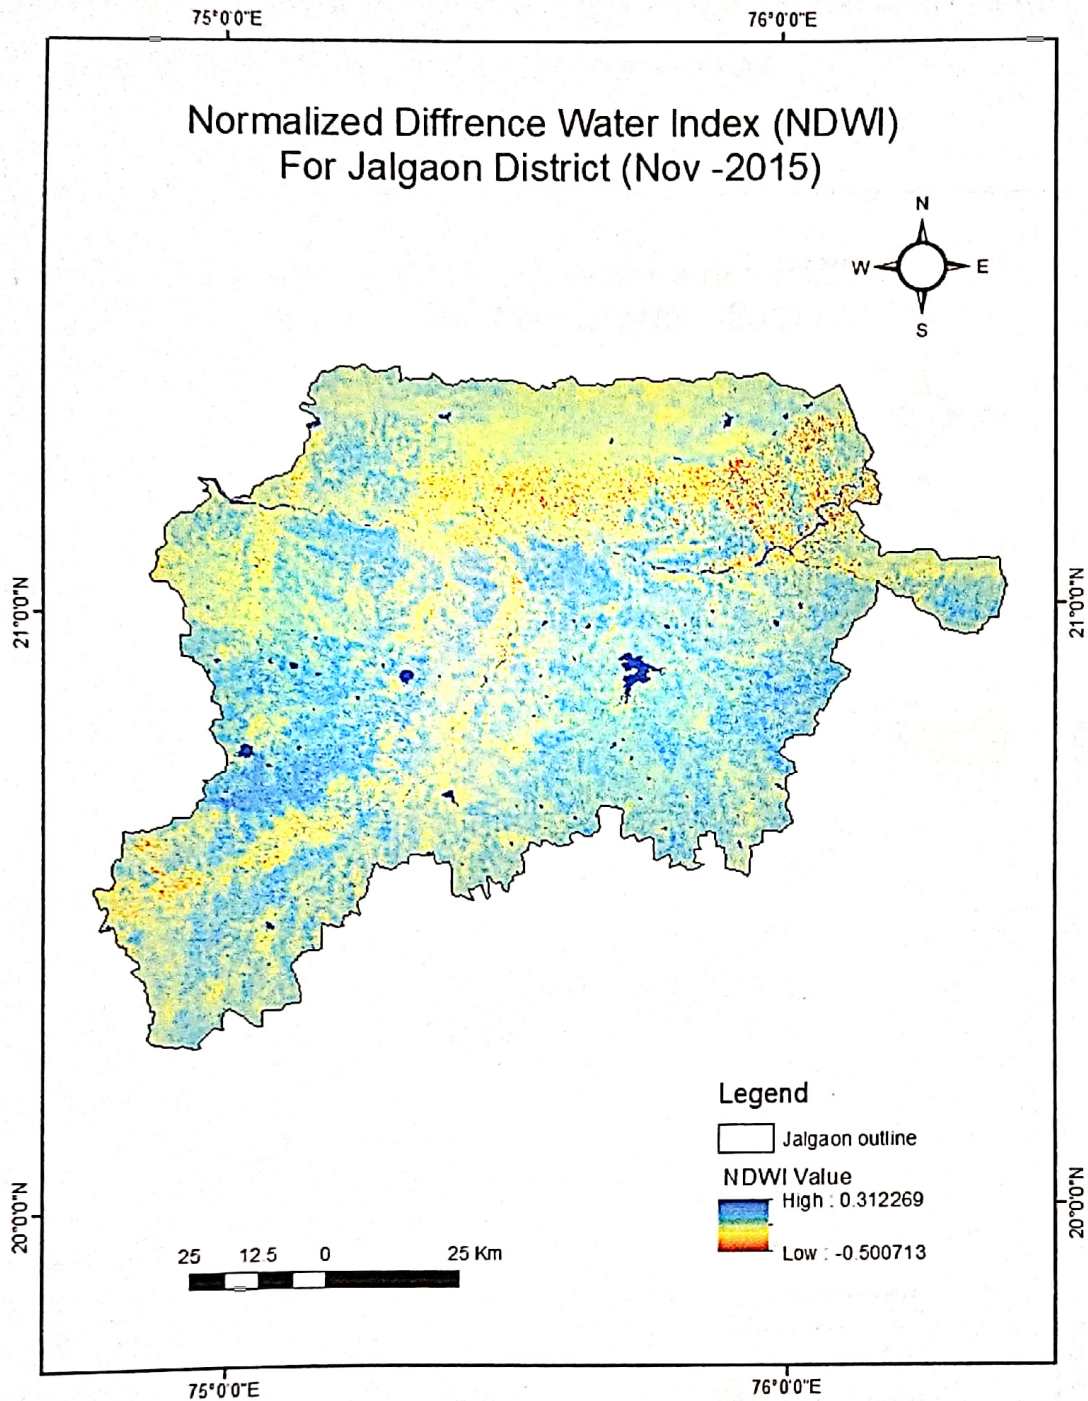 75°0'0"E 76°0'0"E
Normalized Diffrence Water Index (NDWI)
For Jalgaon District (Nov -2015)
N
W E
S
21°0'0"N 21°0'0"N
Legend
Jalgaon outline
NDWI Value
High : 0.312269
Low : -0.500713
20°0'0"N 20°0'0"N
25 12.5 0 25 Km
75°0'0"E 76°0'0"E